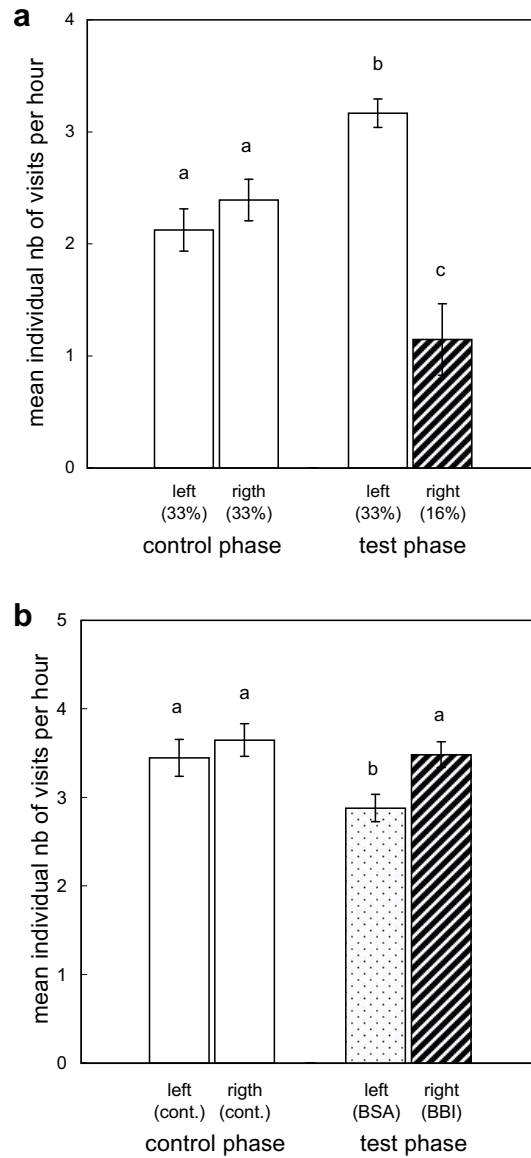 a
mean individual nb of visits per hour
4
3
2
1
0
a
a
b
c
left
(33%)
rigth
(33%)
left
(33%)
right
(16%)
control phase
test phase
b
mean individual nb of visits per hour
5
4
3
2
1
0
a
a
b
a
left
(cont.)
rigth
(cont.)
left
(BSA)
right
(BBI)
control phase
test phase